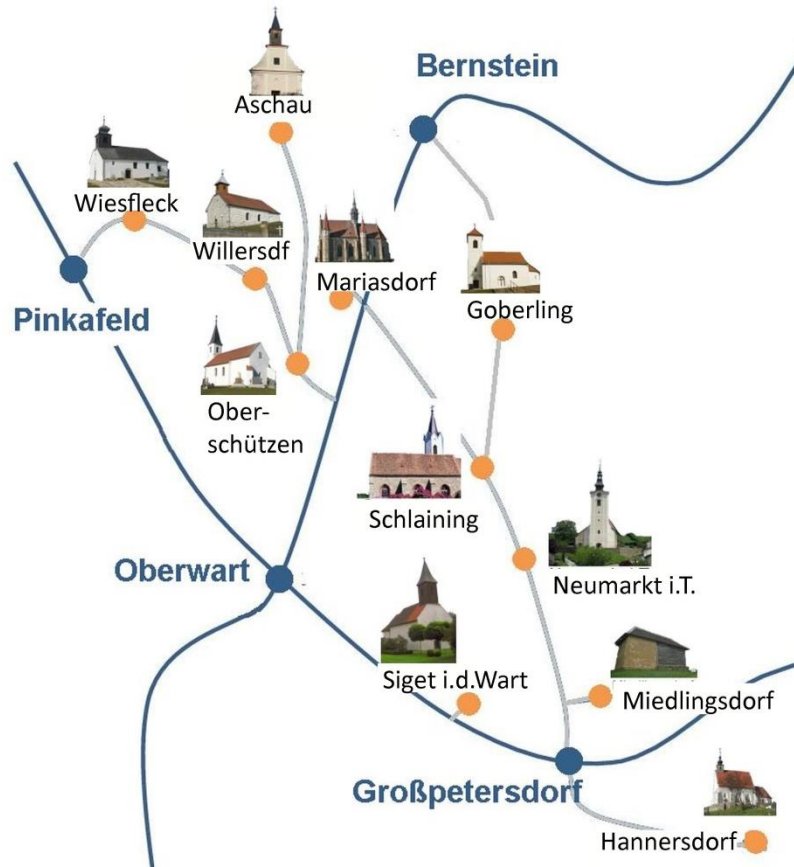 Bernstein
Aschau
Wiesfleck
Willersdf
Mariasdorf
Goberling
Pinkafeld
Ober-
schützen
Schlaining
Oberwart
Neumarkt i.T.
Siget i.d.Wart
Miedlingsdorf
Großpetersdorf
Hannersdorf